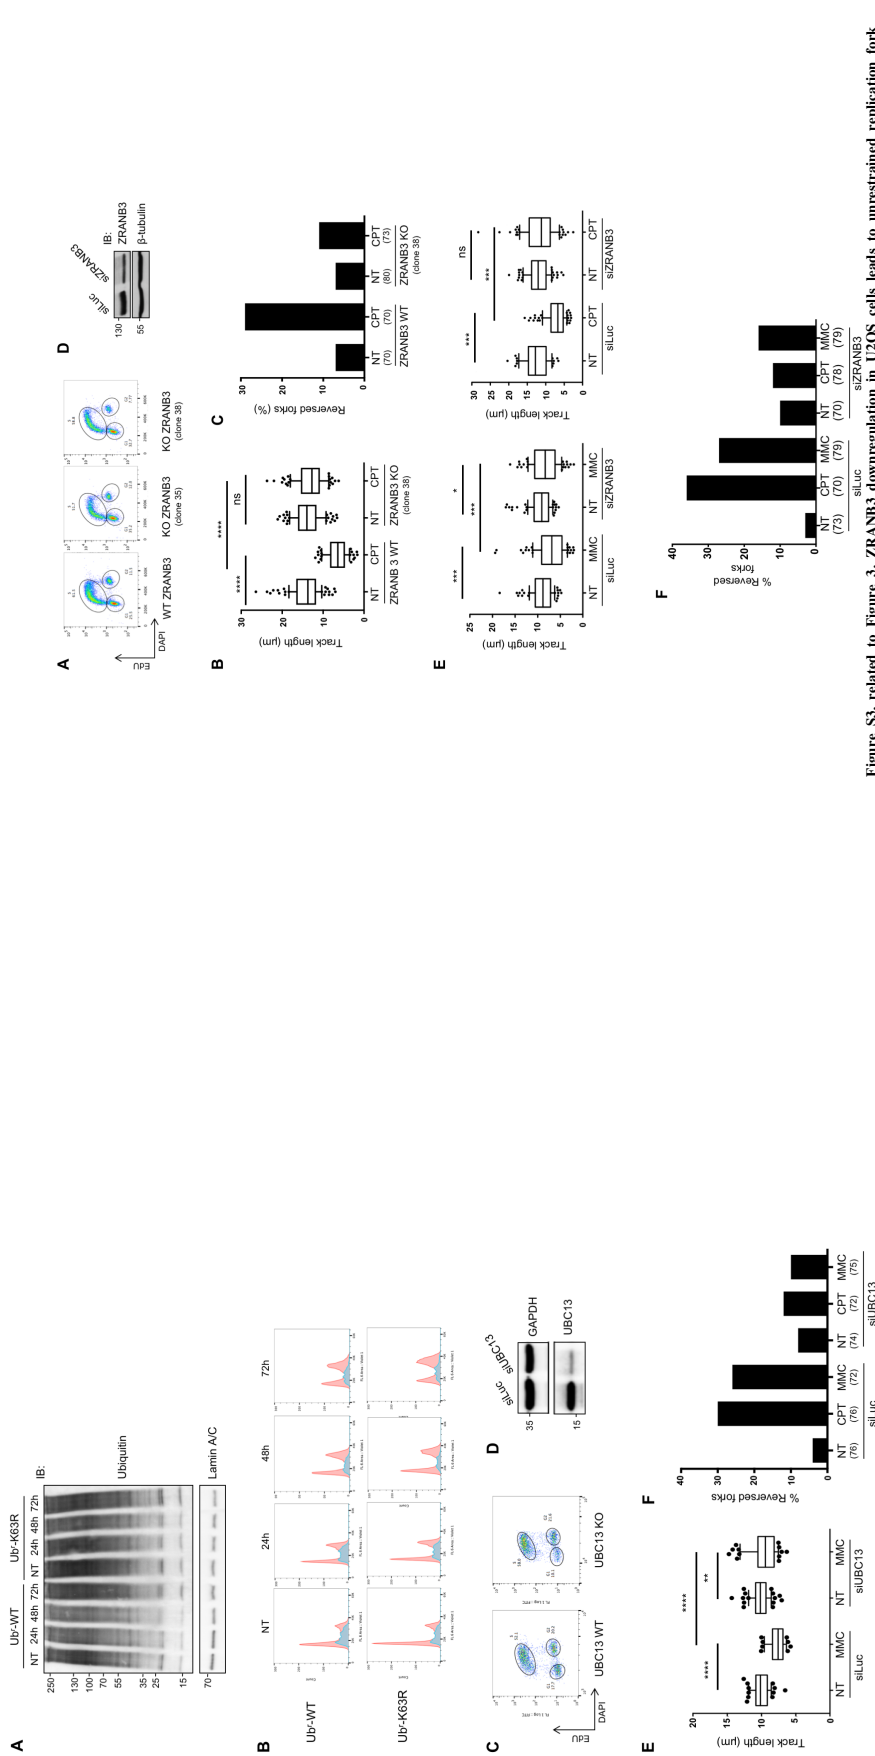 A
IB:
Ubʳ-WT
Ubʳ-K63R
NT 24h 48h 72h NT 24h 48h 72h
250
130
100
70
55
35
25
15
Ubiquitin
70
Lamin A/C
B
NT
24h
48h
72h
Ubʳ-WT
Ubʳ-K63R
C
EdU
DAPI
UBC13 WT
UBC13 KO
D
siLuc
siUBC13
35
GAPDH
15
UBC13
E
Track length (µm)
20
15
10
5
0
****
****
**
NT
MMC
NT
MMC
siLuc
siUBC13
F
% Reversed forks
40
30
20
10
0
NT
CPT
MMC
NT
CPT
MMC
(76)
(76)
(72)
(74)
(72)
(75)
siLuc
siUBC13
A
EdU
DAPI
WT ZRANB3
KO ZRANB3
(clone 35)
KO ZRANB3
(clone 38)
D
siLuc
siZRANB3
IB:
130
ZRANB3
55
β-tubulin
B
Track length (µm)
30
20
10
0
****
****
ns
NT
CPT
NT
CPT
ZRANB 3 WT
ZRANB3 KO
(clone 38)
C
Reversed forks (%)
30
20
10
0
NT
CPT
NT
CPT
(70)
(70)
(80)
(73)
ZRANB3 WT
ZRANB3 KO
(clone 38)
E
Track length (µm)
25
20
15
10
5
0
***
***
*
NT
MMC
NT
MMC
siLuc
siZRANB3
Track length (µm)
30
25
20
15
10
5
0
***
***
ns
NT
CPT
NT
CPT
siLuc
siZRANB3
F
% Reversed
forks
40
30
20
10
0
NT
CPT
MMC
NT
CPT
MMC
(73)
(70)
(79)
(70)
(78)
(79)
siLuc
siZRANB3
Figure S3, related to Figure 3. ZRANB3 downregulation in U2OS cells leads to unrestrained replication fork